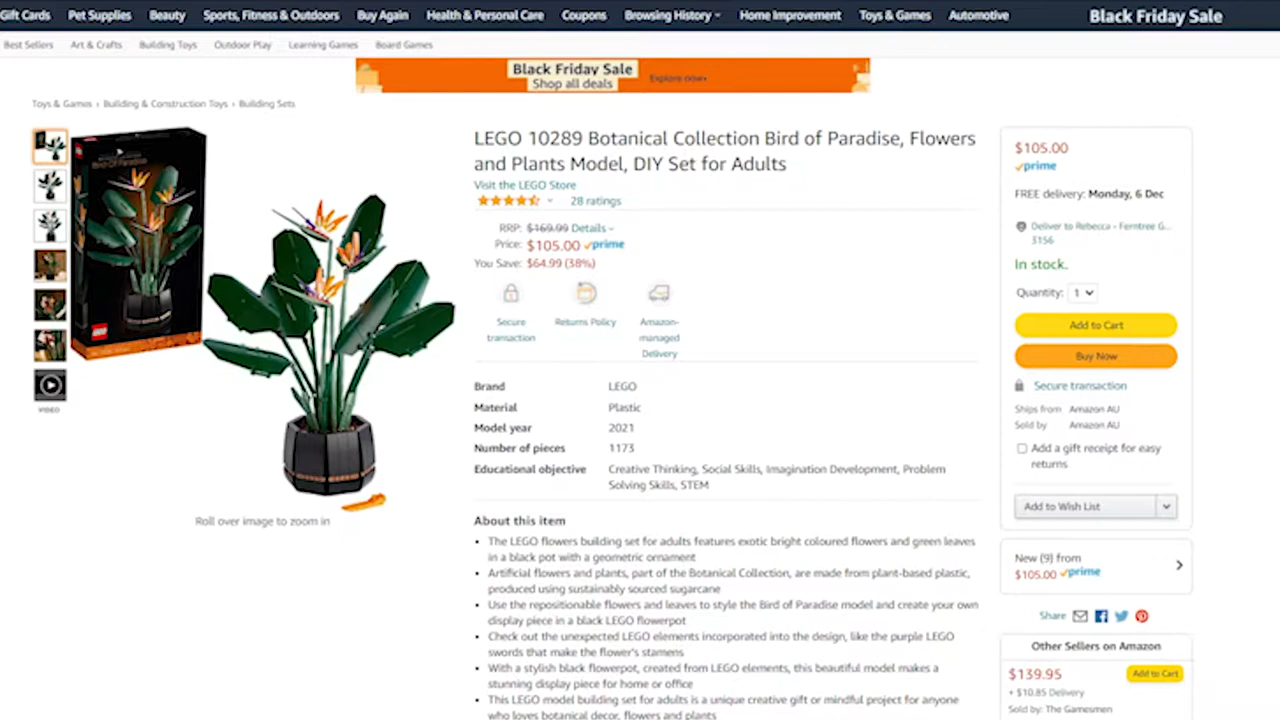 Gift Cards Pet Supplies Beauty Sports, Fitness & Outdoors Buy Again Health & Personal Care Coupons Browsing History Home Improvement Toys & Games Automotive Black Friday Sale
Best Sellers Art & Crafts Building Toys Outdoor Play Learning Games Board Games
Black Friday Sale
Shop all deals
Explore now
Toys & Games › Building & Construction Toys › Building Sets
Bird Of Paradise
LEGO
VIDEO
Roll over image to zoom in
LEGO 10289 Botanical Collection Bird of Paradise, Flowers
and Plants Model, DIY Set for Adults
Visit the LEGO Store
28 ratings
RRP: $169.99 Details
Price: $105.00 prime
You Save: $64.99 (38%)
Secure
transaction
Returns Policy
Amazon-
managed
Delivery
Brand LEGO
Material Plastic
Model year 2021
Number of pieces 1173
Educational objective Creative Thinking, Social Skills, Imagination Development, Problem
Solving Skills, STEM
About this item
• The LEGO flowers building set for adults features exotic bright coloured flowers and green leaves
in a black pot with a geometric ornament
• Artificial flowers and plants, part of the Botanical Collection, are made from plant-based plastic,
produced using sustainably sourced sugarcane
• Use the repositionable flowers and leaves to style the Bird of Paradise model and create your own
display piece in a black LEGO flowerpot
• Check out the unexpected LEGO elements incorporated into the design, like the purple LEGO
swords that make the flower's stamens
• With a stylish black flowerpot, created from LEGO elements, this beautiful model makes a
stunning display piece for home or office
• This LEGO model building set for adults is a unique creative gift or mindful project for anyone
who loves botanical decor, flowers and plants
$105.00
prime
FREE delivery: Monday, 6 Dec
Deliver to Rebecca - Ferntree G...
3156
In stock.
Quantity: 1
Add to Cart
Buy Now
Secure transaction
Ships from Amazon AU
Sold by Amazon AU
Add a gift receipt for easy
returns
Add to Wish List
New (9) from
$105.00 prime
Share
Other Sellers on Amazon
$139.95 Add to Cart
+ $10.85 Delivery
Sold by: The Gamesmen